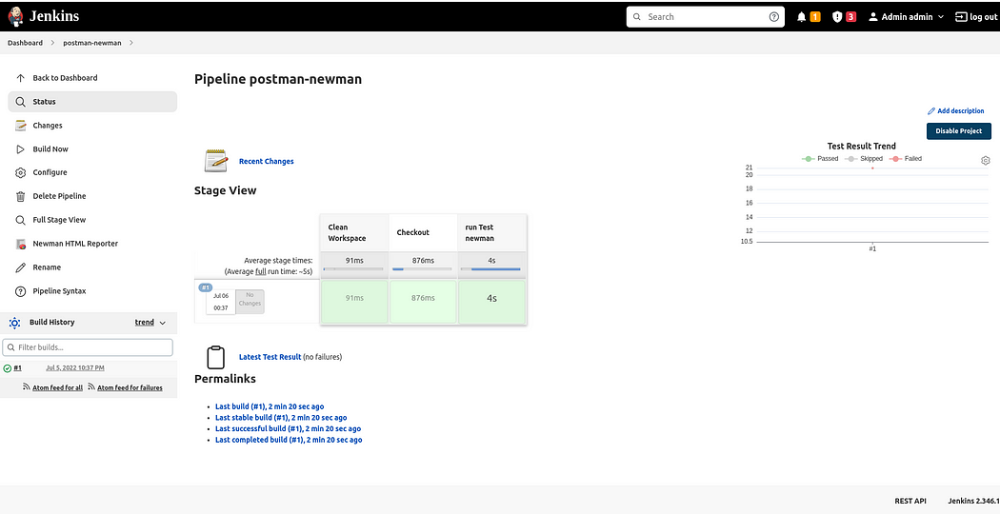 Jenkins
Search
1
3
Admin admin
log out
Dashboard
postman-newman
Back to Dashboard
Status
Changes
Build Now
Configure
Delete Pipeline
Full Stage View
Newman HTML Reporter
Rename
Pipeline Syntax
Build History
trend
Filter builds...
#1
Jul 5, 2022 10:37 PM
Atom feed for all
Atom feed for failures
Pipeline postman-newman
Add description
Disable Project
Recent Changes
Test Result Trend
Passed
Skipped
Failed
21
20
18
16
14
12
10.5
#1
Stage View
Clean
Workspace
Checkout
run Test
newman
Average stage times:
(Average full run time: ~5s)
91ms
876ms
4s
#1
Jul 06
00:37
No
Changes
91ms
876ms
4s
Latest Test Result (no failures)
Permalinks
Last build (#1), 2 min 20 sec ago
Last stable build (#1), 2 min 20 sec ago
Last successful build (#1), 2 min 20 sec ago
Last completed build (#1), 2 min 20 sec ago
REST API
Jenkins 2.346.1